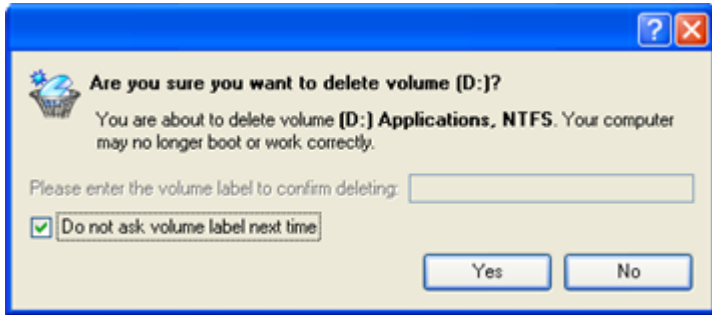 Are you sure you want to delete volume (D:)?
You are about to delete volume (D:) Applications, NTFS. Your computer
may no longer boot or work correctly.
Please enter the volume label to confirm deleting:
Do not ask volume label next time
Yes No